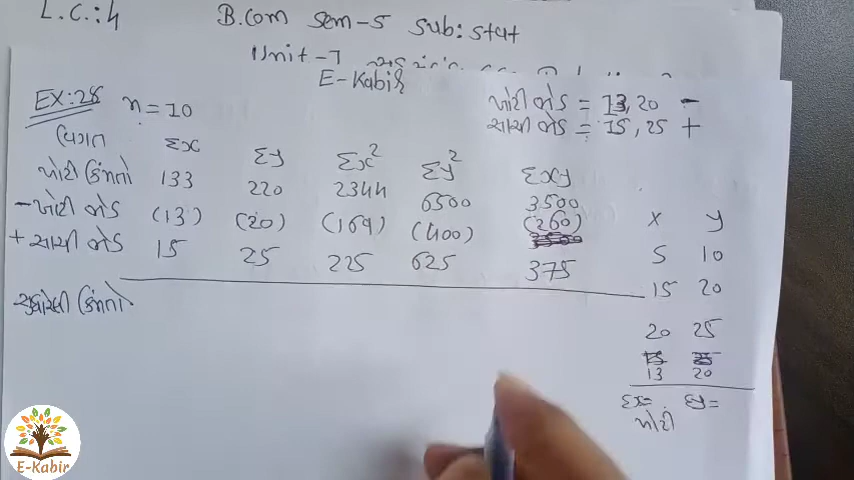 L.C.:4 B.com Sem-5 Sub: Stat
Unit-1
E-Kabir
Ex:28 n = 10
ખોટી જોડ = 13, 20 -
સાચી જોડ = 15, 25 +
વિગત Σx Σy Σx² Σy² Σxy
ખોટી કિંમતો 133 220 2344 6500 3500
- ખોટી જોડ (13) (20) (169) (400) (260)
+ સાચી જોડ 15 25 225 625 375
સુધારેલી કિંમતો
x y
5 10
15 20
20 25
13 20
Σx= Σy=
ખોટી
E-Kabir